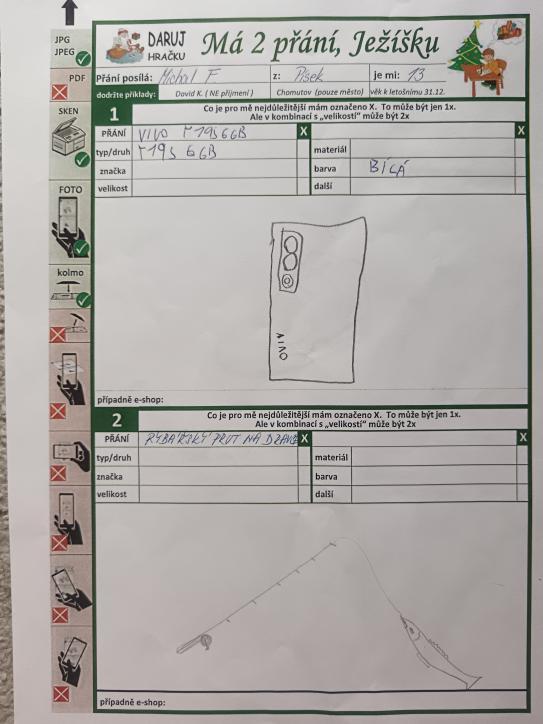 JPG
JPEG
PDF
SKEN
FOTO
kolmo
DARUJ
HRAČKU
Má 2 přání, Ježíšku
Přání posílá: Michal F z: Písek je mi: 13
dodržte příklady: David K. ( NE příjmení ) Chomutov (pouze město) věk k letošnímu 31.12.
1
Co je pro mě nejdůležitější mám označeno X. To může být jen 1x.
Ale v kombinaci s „velikostí“ může být 2x
PŘÁNÍ VIVO Y19S 6GB X X
typ/druh Y19S 6GB materiál
značka barva BÍLÁ
velikost další
VIVO
případně e-shop:
2
Co je pro mě nejdůležitější mám označeno X. To může být jen 1x.
Ale v kombinaci s „velikostí“ může být 2x
PŘÁNÍ RYBÁŘSKÝ PRUT NA DRAVCE X X
typ/druh materiál
značka barva
velikost další
případně e-shop: